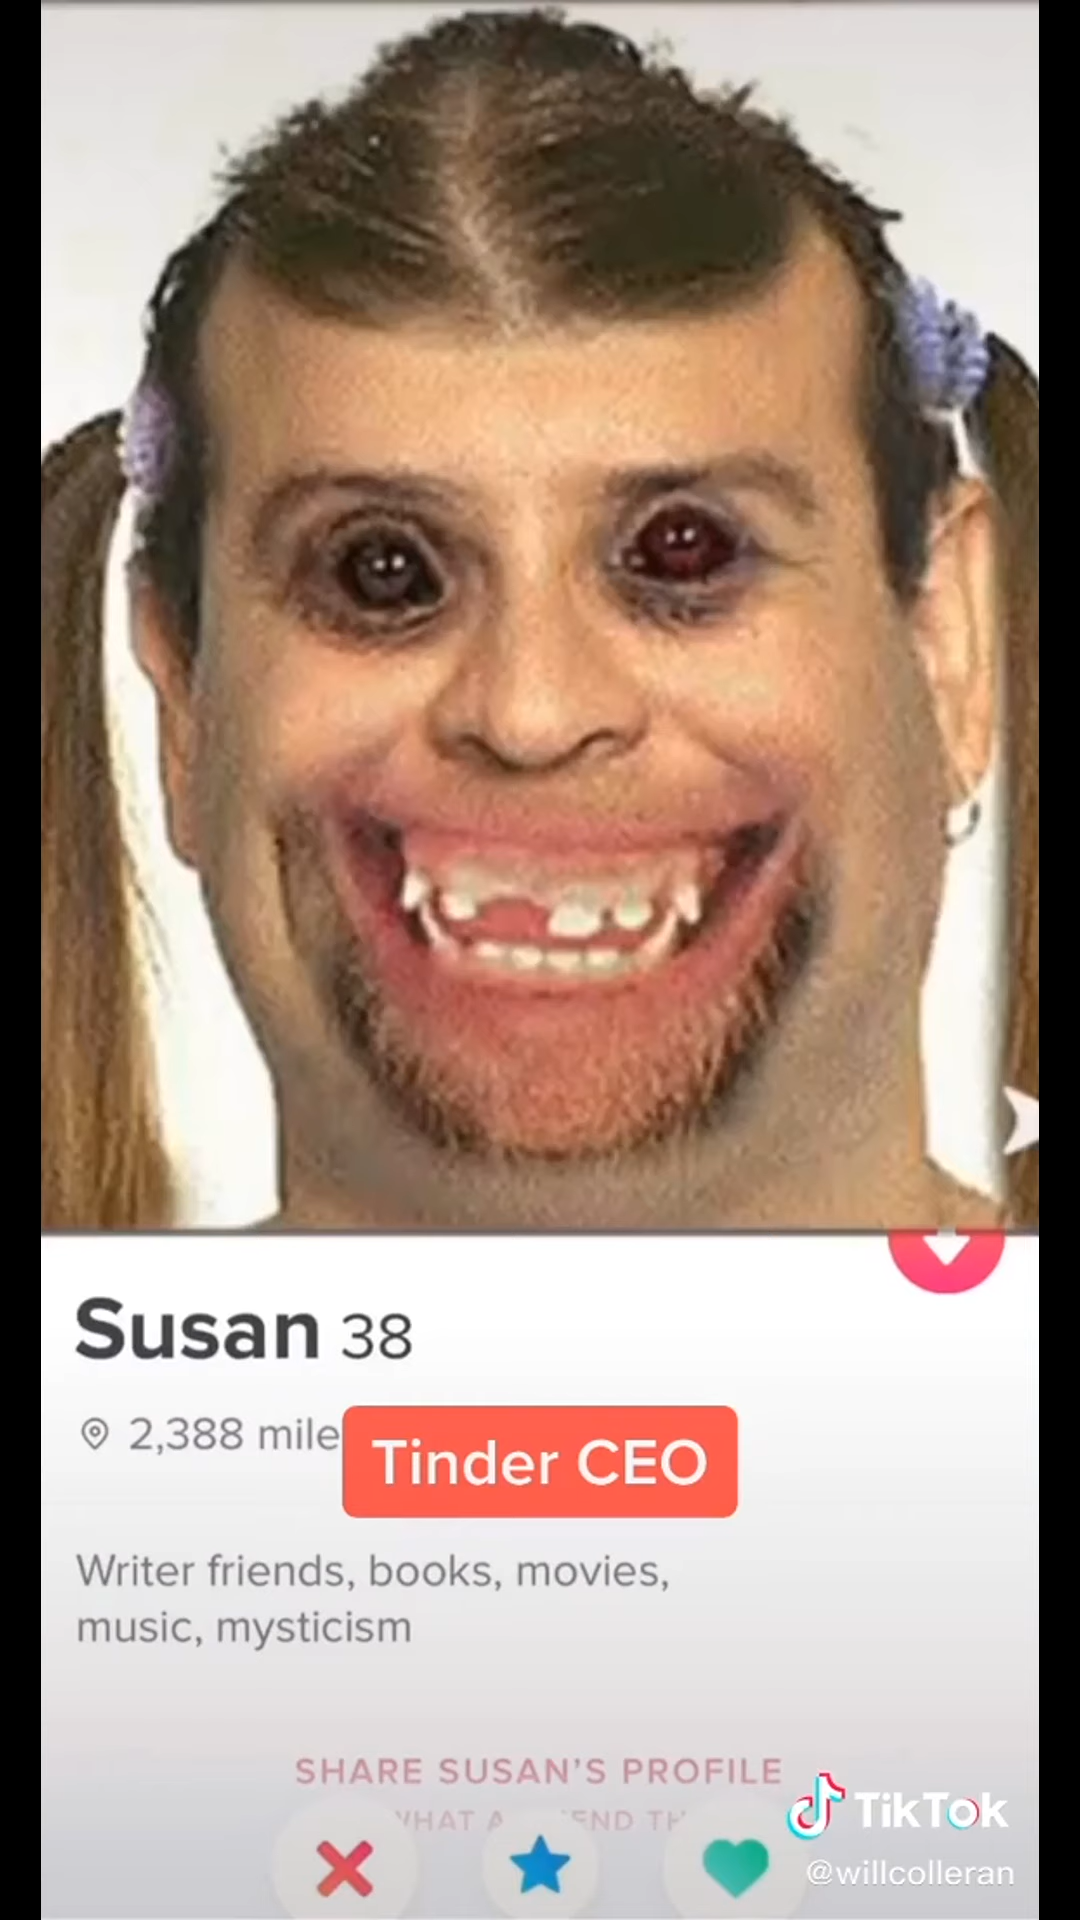 Susan 38
2,388 mile
Tinder CEO
Writer friends, books, movies,
music, mysticism
SHARE SUSAN'S PROFILE
TikTok
@willcolleran